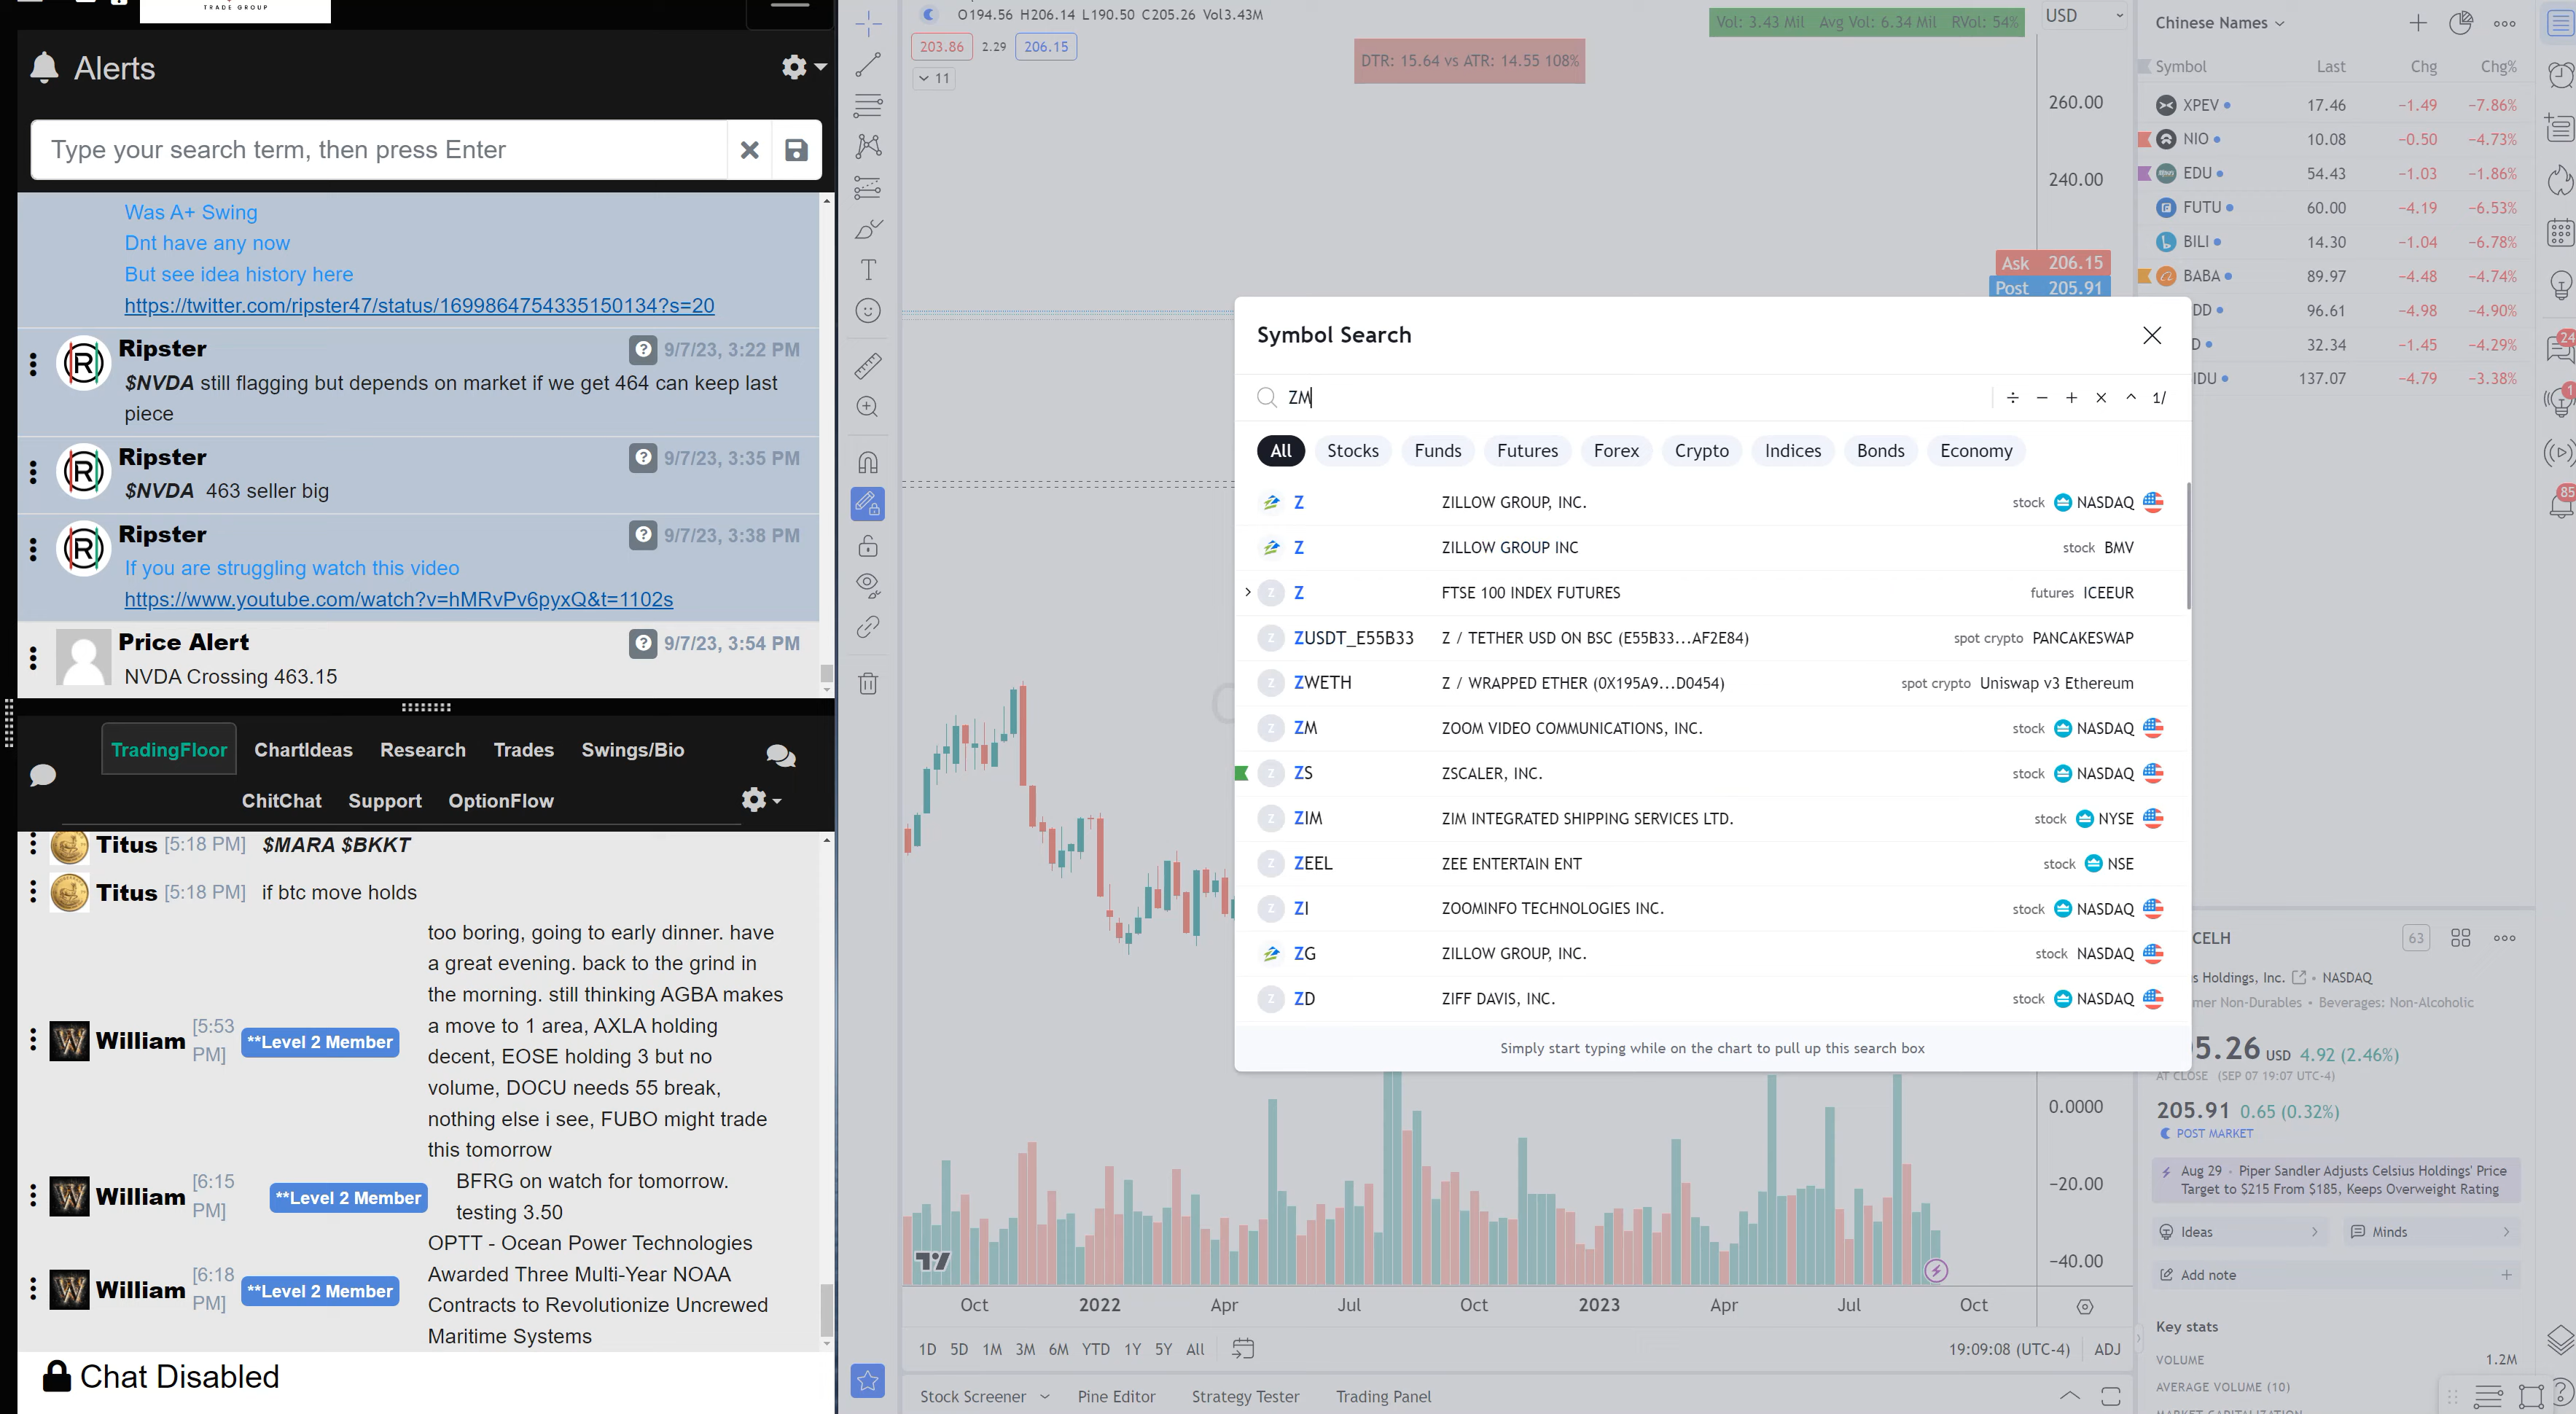 TRADE GROUP
Alerts
Type your search term, then press Enter
Was A+ Swing
Dnt have any now
But see idea history here
https://twitter.com/ripster47/status/1699864754335150134?s=20
Ripster 9/7/23, 3:22 PM
$NVDA still flagging but depends on market if we get 464 can keep last
piece
Ripster 9/7/23, 3:35 PM
$NVDA 463 seller big
Ripster 9/7/23, 3:38 PM
If you are struggling watch this video
https://www.youtube.com/watch?v=hMRvPv6pyxQ&t=1102s
Price Alert 9/7/23, 3:54 PM
NVDA Crossing 463.15
TradingFloor ChartIdeas Research Trades Swings/Bio
ChitChat Support OptionFlow
Titus [5:18 PM] $MARA $BKKT
Titus [5:18 PM] if btc move holds
William [5:53 PM] **Level 2 Member
too boring, going to early dinner. have
a great evening. back to the grind in
the morning. still thinking AGBA makes
a move to 1 area, AXLA holding
decent, EOSE holding 3 but no
volume, DOCU needs 55 break,
nothing else i see, FUBO might trade
this tomorrow
William [6:15 PM] **Level 2 Member
BFRG on watch for tomorrow.
testing 3.50
William [6:18 PM] **Level 2 Member
OPTT - Ocean Power Technologies
Awarded Three Multi-Year NOAA
Contracts to Revolutionize Uncrewed
Maritime Systems
Chat Disabled
O194.56 H206.14 L190.50 C205.26 Vol3.43M
203.86 2.29 206.15
11
DTR: 15.64 vs ATR: 14.55 108%
Vol: 3.43 Mil Avg Vol: 6.34 Mil RVol: 54%
USD
260.00
240.00
Ask 206.15
Post 205.91
Symbol Search
ZM
÷ − + × ^ 1/
All Stocks Funds Futures Forex Crypto Indices Bonds Economy
Z ZILLOW GROUP, INC. stock NASDAQ
Z ZILLOW GROUP INC stock BMV
Z Z FTSE 100 INDEX FUTURES futures ICEEUR
Z ZUSDT_E55B33 Z / TETHER USD ON BSC (E55B33...AF2E84) spot crypto PANCAKESWAP
Z ZWETH Z / WRAPPED ETHER (0X195A9...D0454) spot crypto Uniswap v3 Ethereum
Z ZM ZOOM VIDEO COMMUNICATIONS, INC. stock NASDAQ
Z ZS ZSCALER, INC. stock NASDAQ
Z ZIM ZIM INTEGRATED SHIPPING SERVICES LTD. stock NYSE
Z ZEEL ZEE ENTERTAIN ENT stock NSE
Z ZI ZOOMINFO TECHNOLOGIES INC. stock NASDAQ
ZG ZILLOW GROUP, INC. stock NASDAQ
Z ZD ZIFF DAVIS, INC. stock NASDAQ
Simply start typing while on the chart to pull up this search box
0.0000
−20.00
−40.00
Oct 2022 Apr Jul Oct 2023 Apr Jul Oct
1D 5D 1M 3M 6M YTD 1Y 5Y All
19:09:08 (UTC-4) ADJ
Stock Screener Pine Editor Strategy Tester Trading Panel
Chinese Names
Symbol Last Chg Chg%
XPEV 17.46 −1.49 −7.86%
NIO 10.08 −0.50 −4.73%
EDU 54.43 −1.03 −1.86%
FUTU 60.00 −4.19 −6.53%
BILI 14.30 −1.04 −6.78%
BABA 89.97 −4.48 −4.74%
DD 96.61 −4.98 −4.90%
D 32.34 −1.45 −4.29%
IDU 137.07 −4.79 −3.38%
24
1
85
CELH 63
s Holdings, Inc. • NASDAQ
mer Non-Durables • Beverages: Non-Alcoholic
5.26 USD 4.92 (2.46%)
AT CLOSE (SEP 07 19:07 UTC-4)
205.91 0.65 (0.32%)
POST MARKET
Aug 29 · Piper Sandler Adjusts Celsius Holdings' Price
Target to $215 From $185, Keeps Overweight Rating
Ideas Minds
Add note
Key stats
VOLUME 1.2M
AVERAGE VOLUME (10)